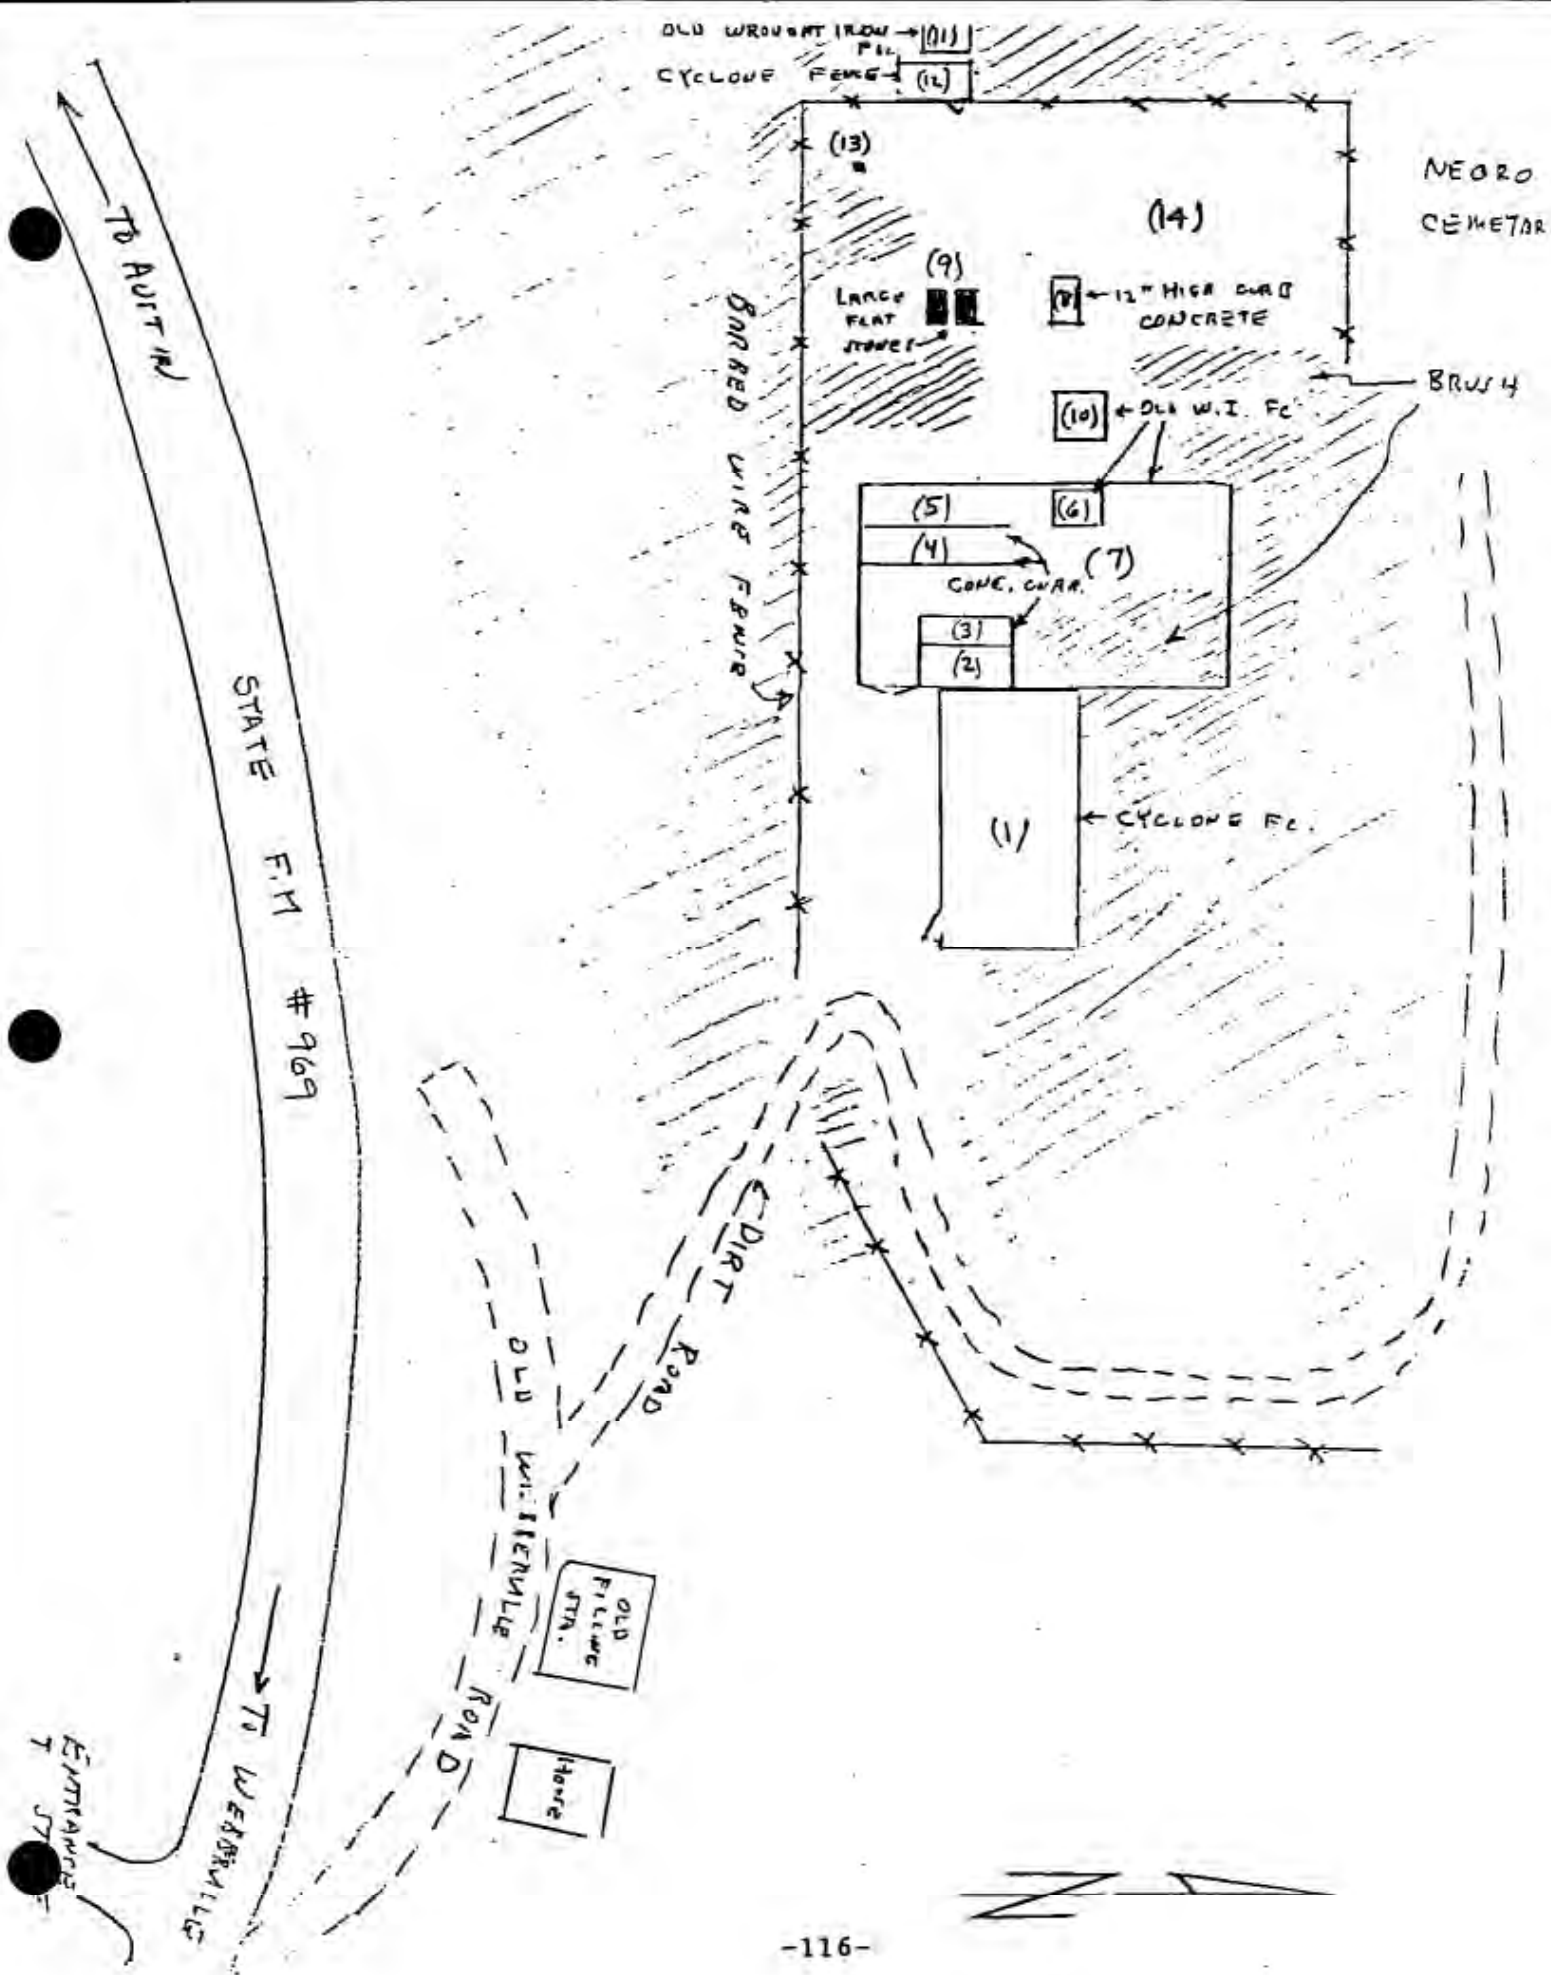 OLD WROUGHT IRON
(11)
CYCLONE FENCE
(12)
(13)
(14)
NEGRO
CEMETAR
(9)
LARGE
FLAT
STONES
(8)
12" HIGH CURB
CONCRETE
BRUSH
(10)
OLD W.I. FC
(5)
(6)
(4)
(7)
CONC. CURB.
(3)
(2)
(1)
CYCLONE FC.
BARBED WIRE FENCE
TO AUSTIN
STATE F.M #969
DIRT ROAD
OLD WEBBERVILLE ROAD
OLD
FILLING
STA.
House
TO WEBBERVILLE
ENTRANCE
T
N
-116-